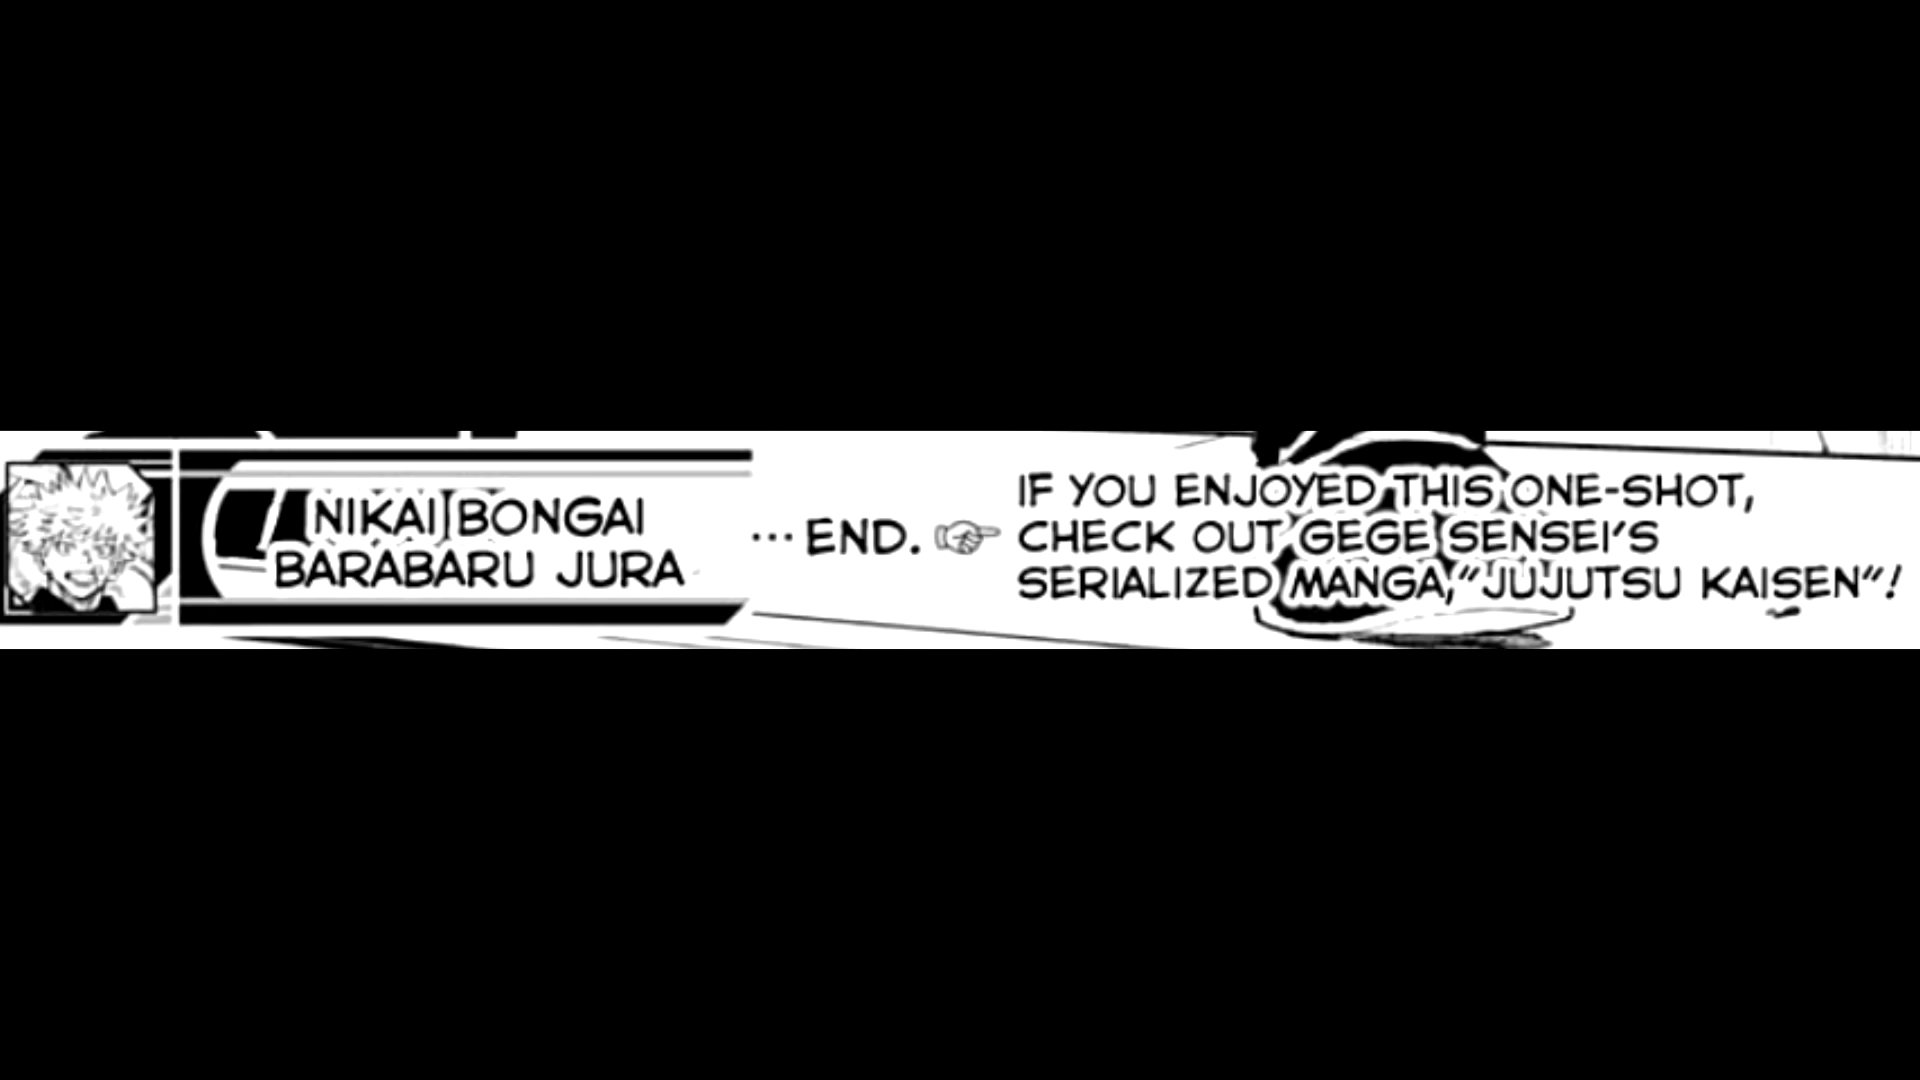 NIKAI BONGAI
BARABARU JURA
...END.☞
IF YOU ENJOYED THIS ONE-SHOT,
CHECK OUT GEGE SENSEI'S
SERIALIZED MANGA,"JUJUTSU KAISEN"!